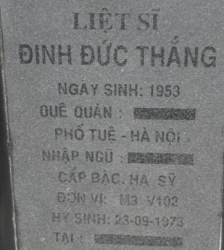 LIỆT SĨ
ĐINH ĐỨC THẮNG
NGÀY SINH: 1953
QUÊ QUÁN :
PHỐ TUỆ - HÀ NỘI
NHẬP NGŨ :
CẤP BẬC: HẠ SỸ
ĐƠN VỊ: M3 V102
HY SINH: 23-09-1973
TẠI :